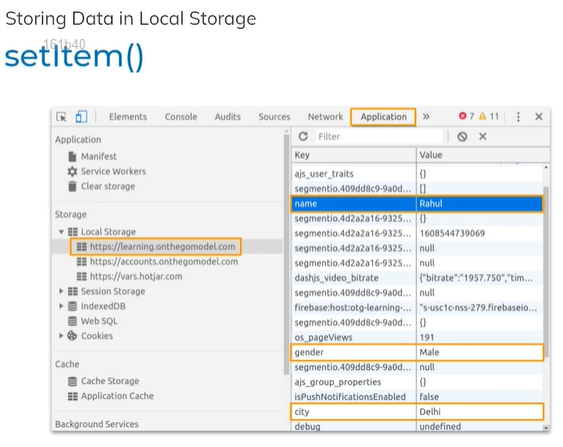 Storing Data in Local Storage
161b40
setItem()
Elements Console Audits Sources Network Application » 7 11
Application
Manifest
Service Workers
Clear storage
Storage
Local Storage
https://learning.onthegomodel.com
https://accounts.onthegomodel.com
https://vars.hotjar.com
Session Storage
IndexedDB
Web SQL
Cookies
Cache
Cache Storage
Application Cache
Background Services
Filter
Key Value
ajs_user_traits {}
segmentio.409dd8c9-9a0d... []
name Rahul
segmentio.4d2a2a16-9325... {}
segmentio.4d2a2a16-9325... 1608544739069
segmentio.4d2a2a16-9325... null
segmentio.4d2a2a16-9325... null
dashjs_video_bitrate {"bitrate":"1957.750","tim...
segmentio.409dd8c9-9a0d... null
firebase:host:otg-learning-... "s-usc1c-nss-279.firebaseio...
segmentio.409dd8c9-9a0d... {}
os_pageViews 191
gender Male
segmentio.409dd8c9-9a0d... null
ajs_group_properties {}
isPushNotificationsEnabled false
city Delhi
debug undefined